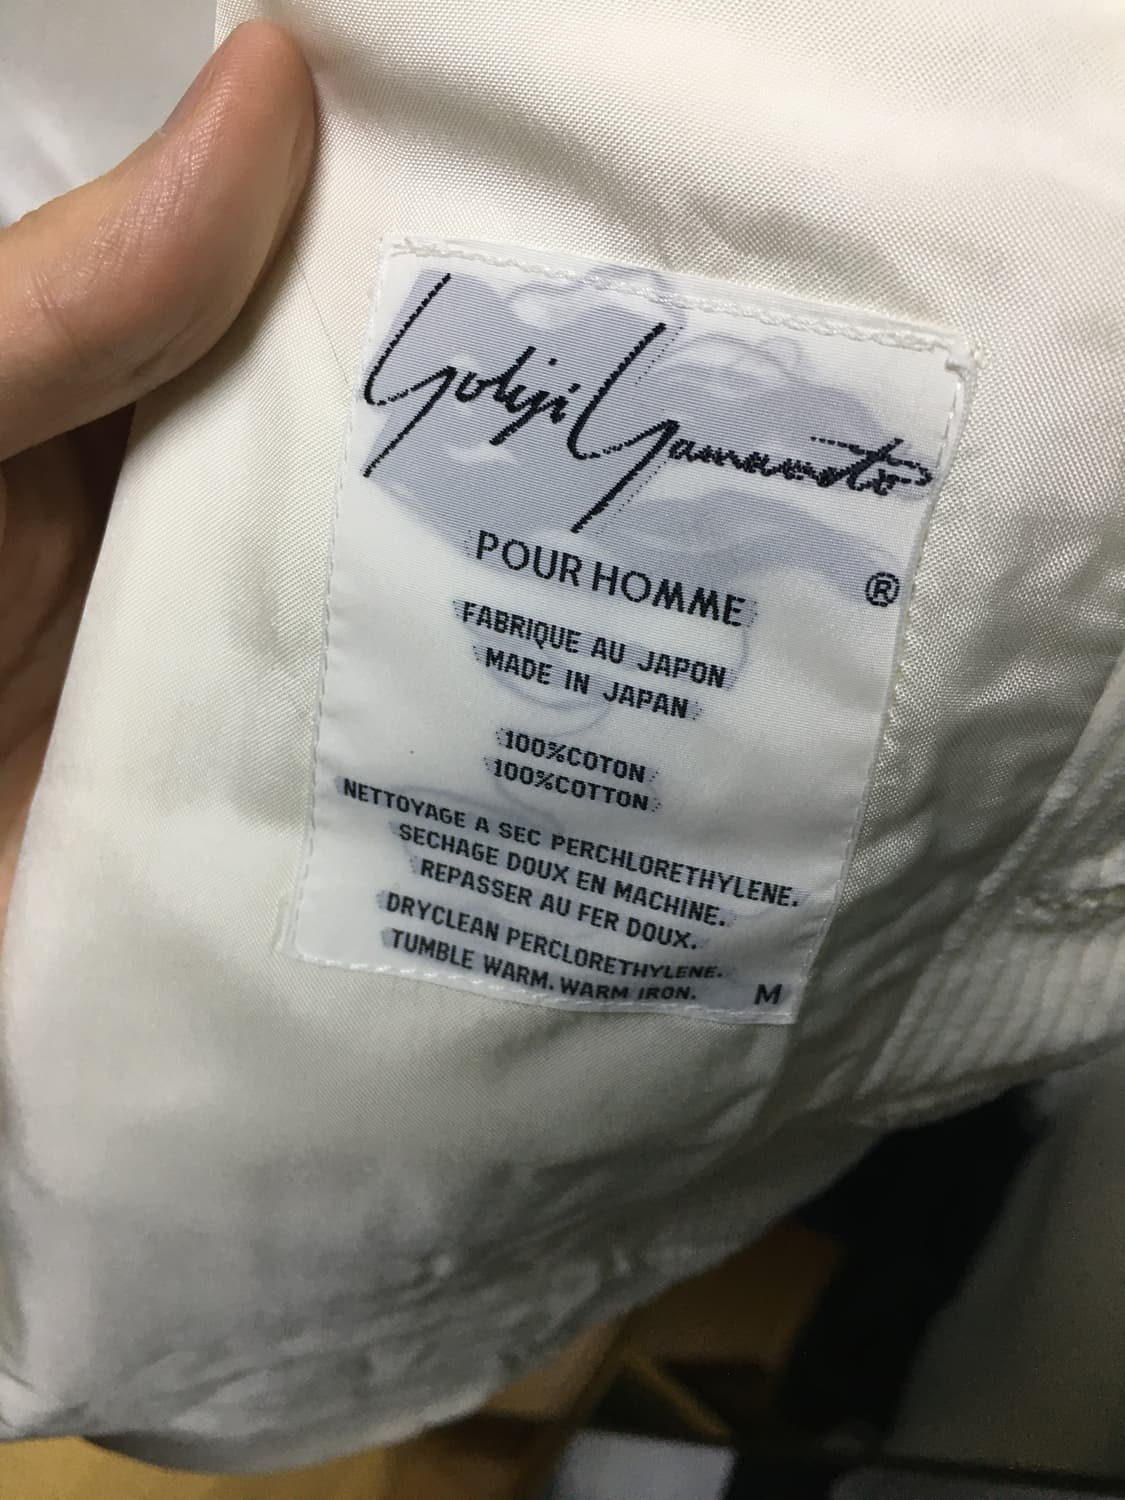 Yohji Yamamoto
POUR HOMME
®
FABRIQUE AU JAPON
MADE IN JAPAN
100%COTON
100%COTTON
NETTOYAGE A SEC PERCHLORETHYLENE.
SECHAGE DOUX EN MACHINE.
REPASSER AU FER DOUX.
DRYCLEAN PERCLORETHYLENE.
TUMBLE WARM. WARM IRON.
M